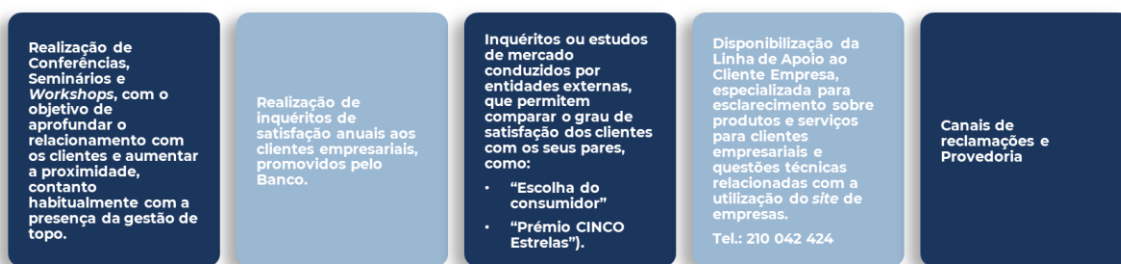 Realização de
Conferências,
Seminários e
Workshops, com o
objetivo de
aprofundar o
relacionamento com
os clientes e aumentar
a proximidade,
contanto
habitualmente com a
presença da gestão de
topo.
Realização de
inquéritos de
satisfação anuais aos
clientes empresariais,
promovidos pelo
Banco.
Inquéritos ou estudos
de mercado
conduzidos por
entidades externas,
que permitem
comparar o grau de
satisfação dos clientes
com os seus pares,
como:
• “Escolha do
consumidor”
• “Prémio CINCO
Estrelas”).
Disponibilização da
Linha de Apoio ao
Cliente Empresa,
especializada para
esclarecimento sobre
produtos e serviços
para clientes
empresariais e
questões técnicas
relacionadas com a
utilização do site de
empresas.
Tel.: 210 042 424
Canais de
reclamações e
Provedoria